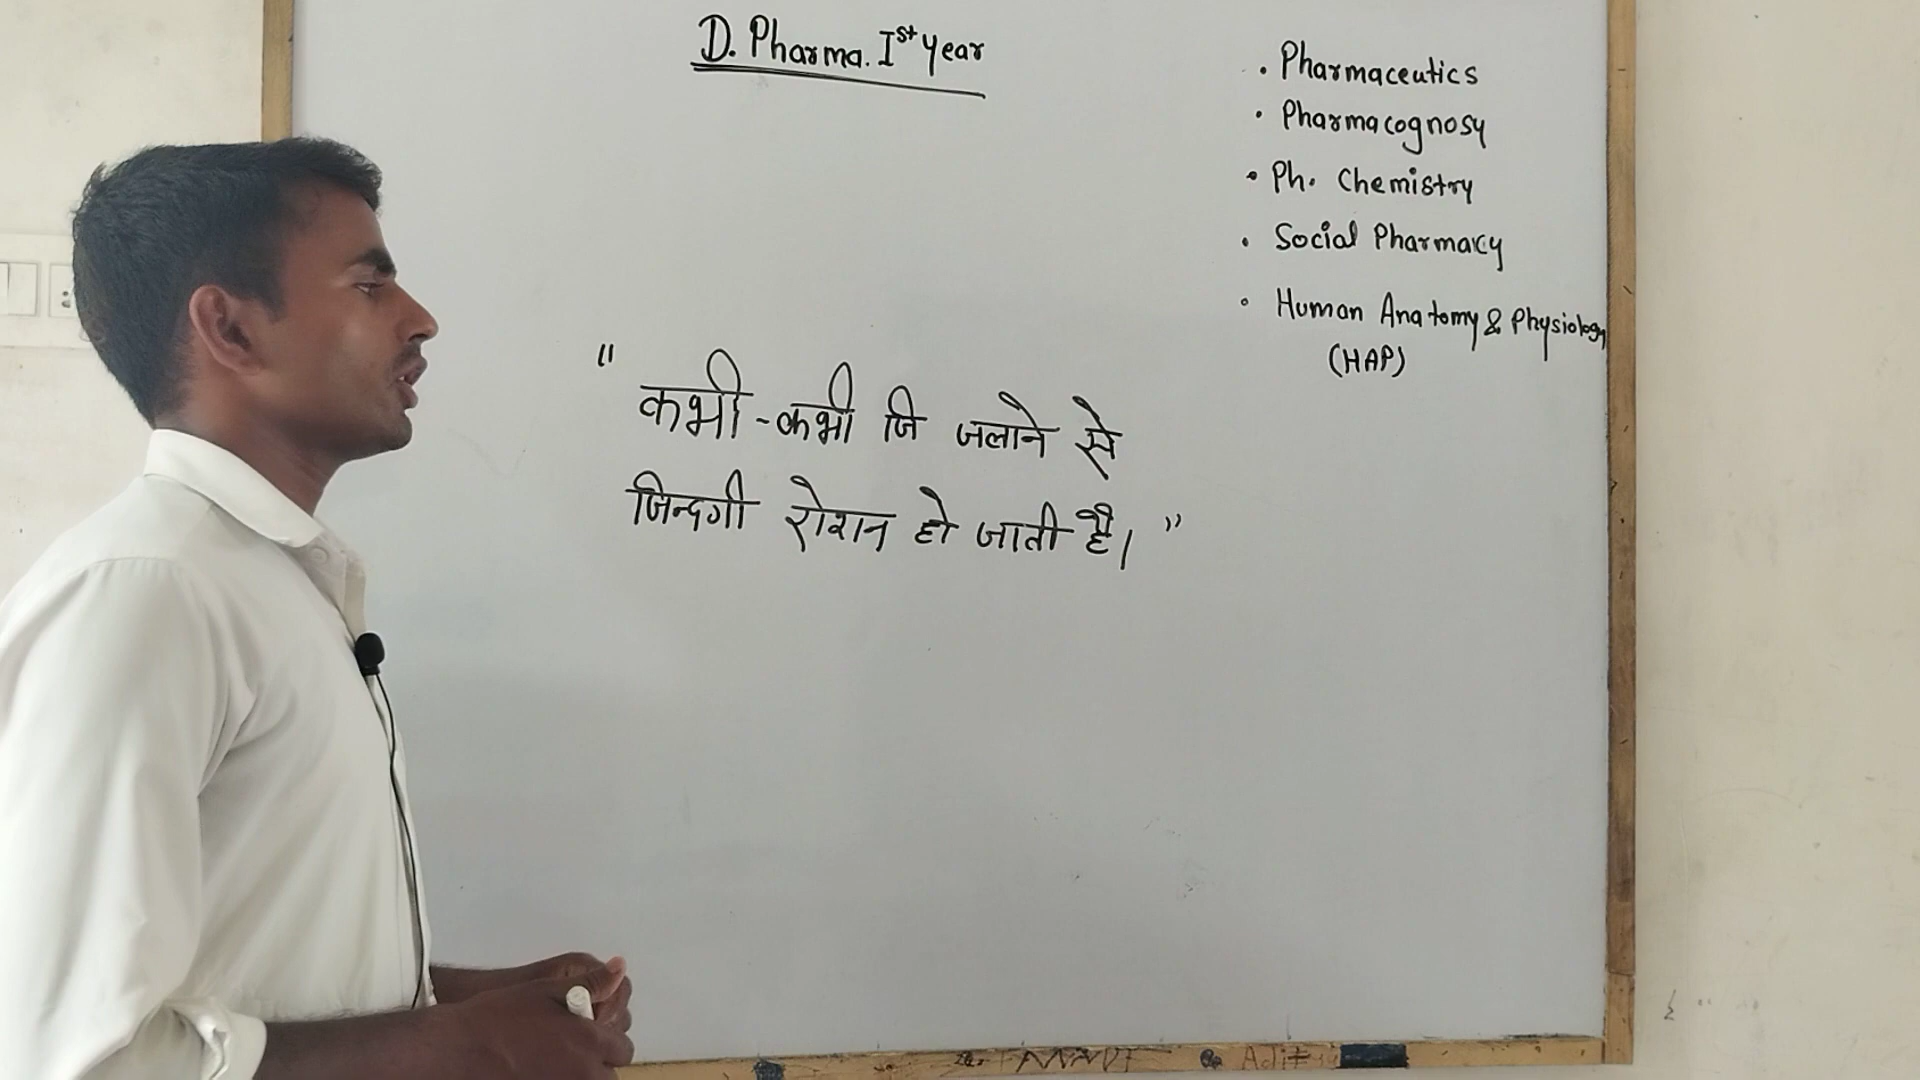 D. Pharma. Ist year
• Pharmaceutics
• Pharmacognosy
• Ph. Chemistry
• Social Pharmacy
• Human Anatomy & Physiology
(HAP)
" कभी-कभी जि जलाने से
जिन्दगी रोशन हो जाती है। "